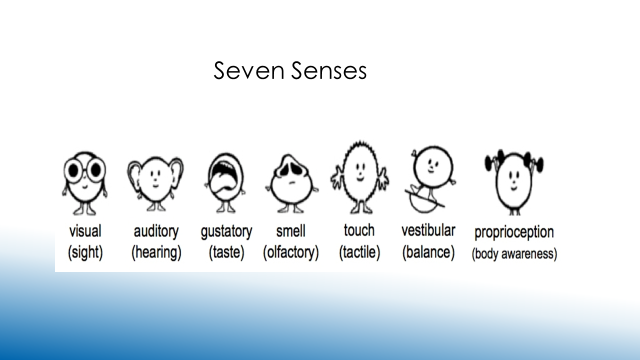 Seven Senses
visual auditory gustatory smell touch vestibular proprioception
(sight) (hearing) (taste) (olfactory) (tactile) (balance) (body awareness)